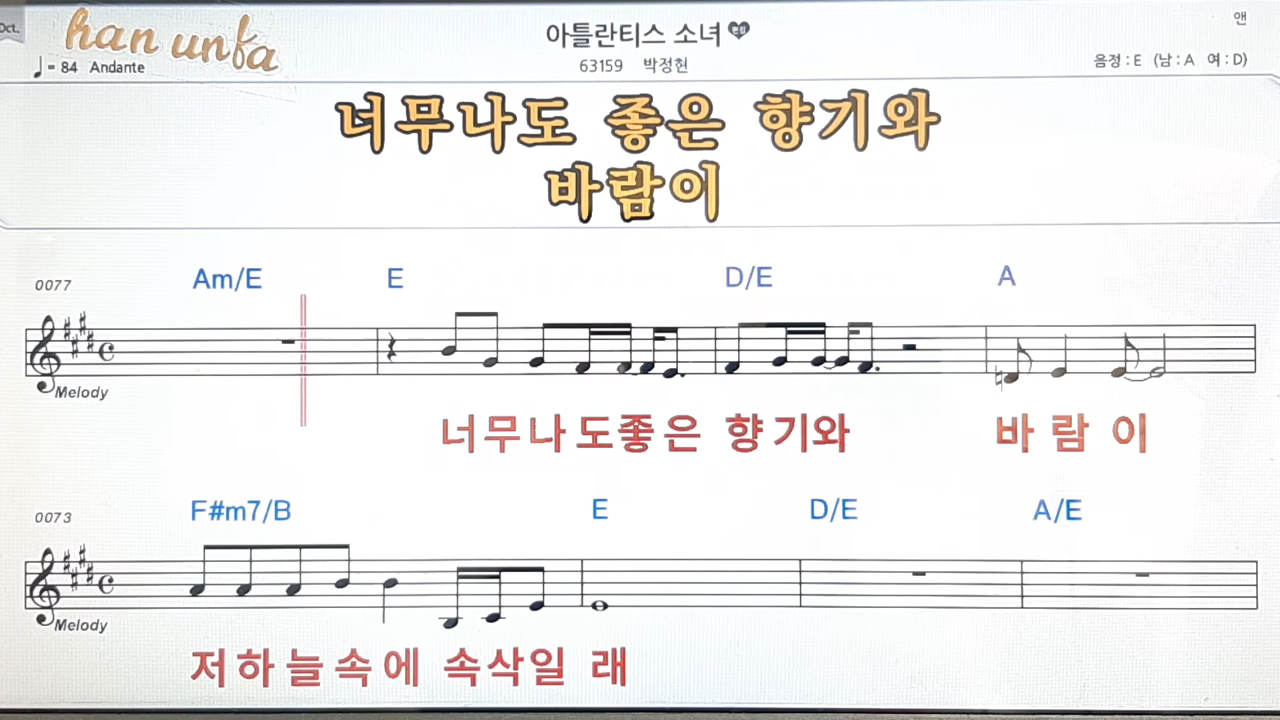 Oct.
han unfa
♩= 84 Andante
아틀란티스 소녀
63159 박정현
앤
음정 : E (남 : A 여 : D)
너무나도 좋은 향기와
바람이
0077 Am/E E D/E A
Melody
너무나도좋은 향기와 바람이
0073 F#m7/B E D/E A/E
Melody
저하늘속에 속삭일 래